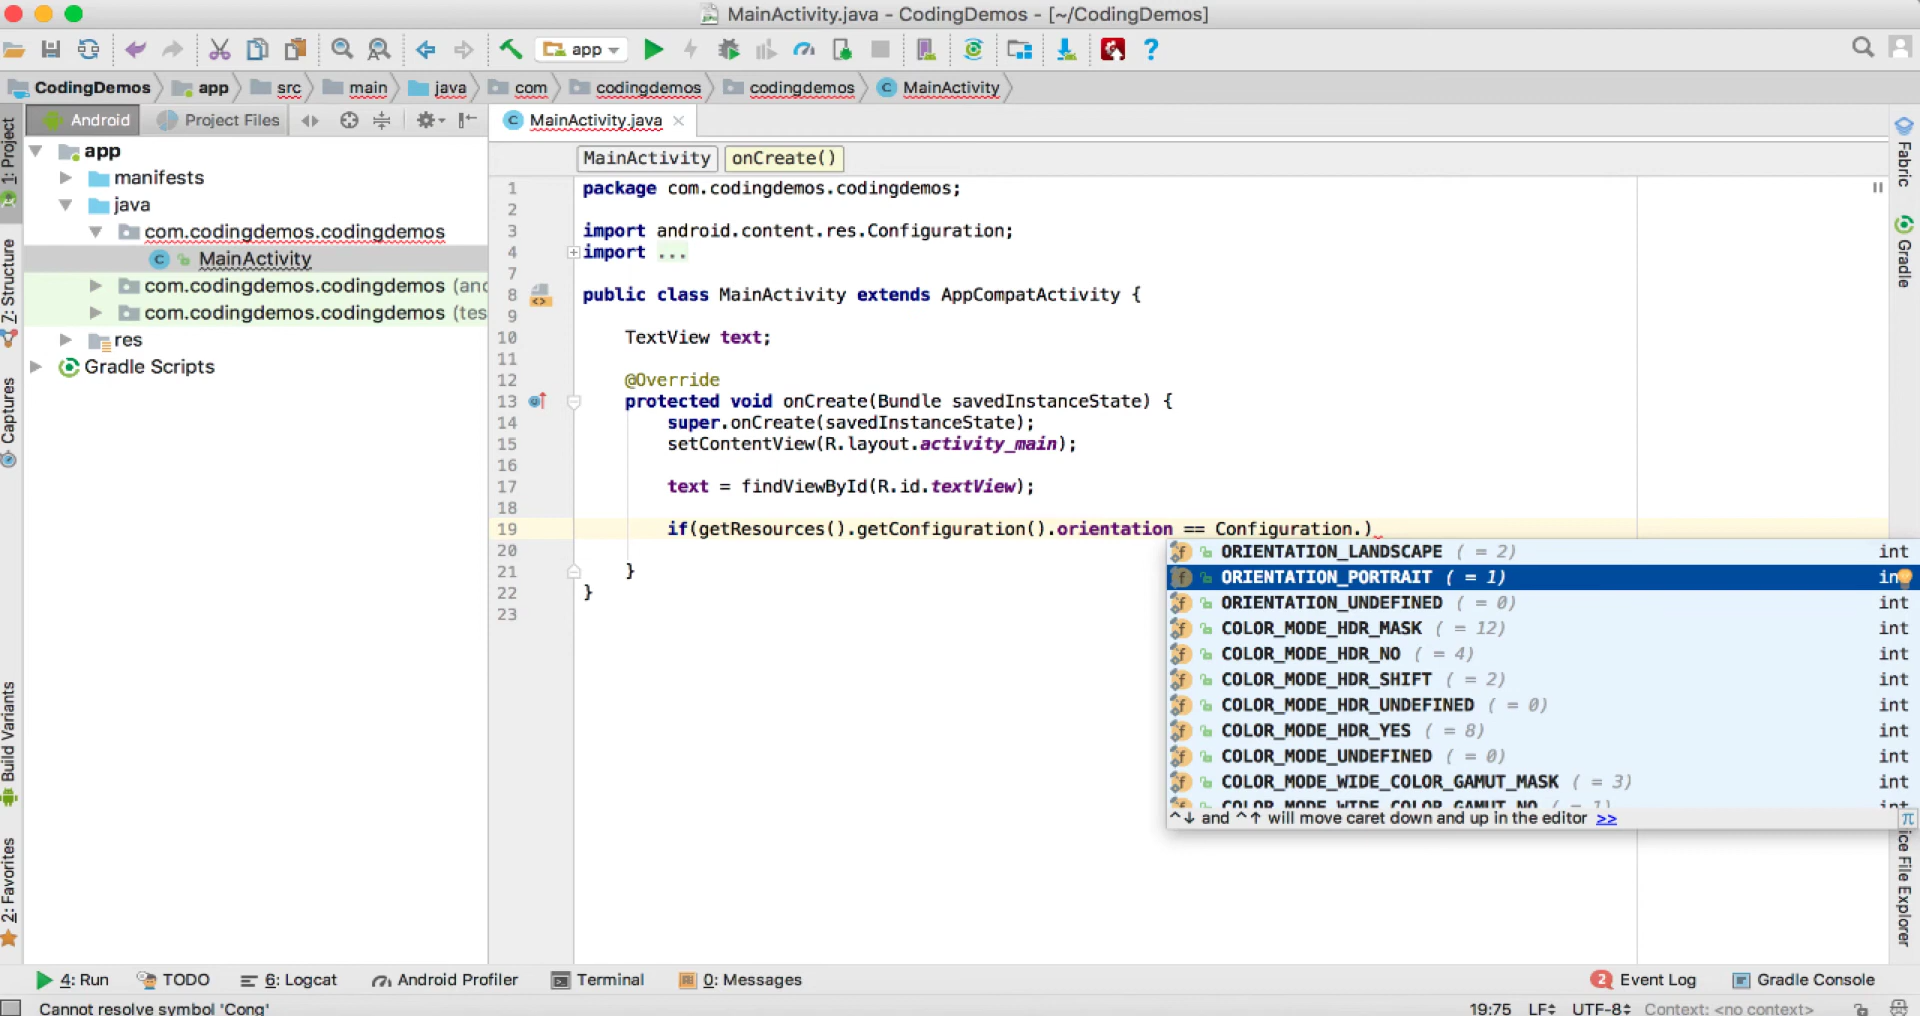 MainActivity.java - CodingDemos - [~/CodingDemos]
app
CodingDemos app src main java com codingdemos codingdemos MainActivity
Android Project Files
MainActivity.java
MainActivity onCreate()
1: Project
7: Structure
Captures
Build Variants
2: Favorites
app
manifests
java
com.codingdemos.codingdemos
MainActivity
com.codingdemos.codingdemos (and
com.codingdemos.codingdemos (tes
res
Gradle Scripts
1 package com.codingdemos.codingdemos;
2
3 import android.content.res.Configuration;
4 import ...
7
8 public class MainActivity extends AppCompatActivity {
9
10 TextView text;
11
12 @Override
13 protected void onCreate(Bundle savedInstanceState) {
14 super.onCreate(savedInstanceState);
15 setContentView(R.layout.activity_main);
16
17 text = findViewById(R.id.textView);
18
19 if(getResources().getConfiguration().orientation == Configuration.)
20
21 }
22 }
23
ORIENTATION_LANDSCAPE ( = 2) int
ORIENTATION_PORTRAIT ( = 1) in
ORIENTATION_UNDEFINED ( = 0) int
COLOR_MODE_HDR_MASK ( = 12) int
COLOR_MODE_HDR_NO ( = 4) int
COLOR_MODE_HDR_SHIFT ( = 2) int
COLOR_MODE_HDR_UNDEFINED ( = 0) int
COLOR_MODE_HDR_YES ( = 8) int
COLOR_MODE_UNDEFINED ( = 0) int
COLOR_MODE_WIDE_COLOR_GAMUT_MASK ( = 3) int
COLOR_MODE_WIDE_COLOR_GAMUT_NO ( = 1) int
^↓ and ^↑ will move caret down and up in the editor >>
π
Fabric
Gradle
ice File Explorer
4: Run TODO 6: Logcat Android Profiler Terminal 0: Messages 2 Event Log Gradle Console
Cannot resolve symbol 'Cong' 19:75 LF UTF-8 Context: <no context>